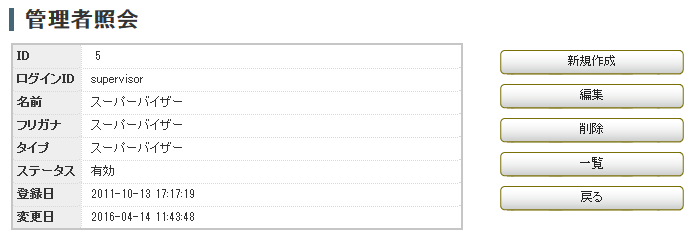 管理者照会
ID 5
ログインID supervisor
名前 スーパーバイザー
フリガナ スーパーバイザー
タイプ スーパーバイザー
ステータス 有効
登録日 2011-10-13 17:17:19
変更日 2016-04-14 11:43:48
新規作成
編集
削除
一覧
戻る